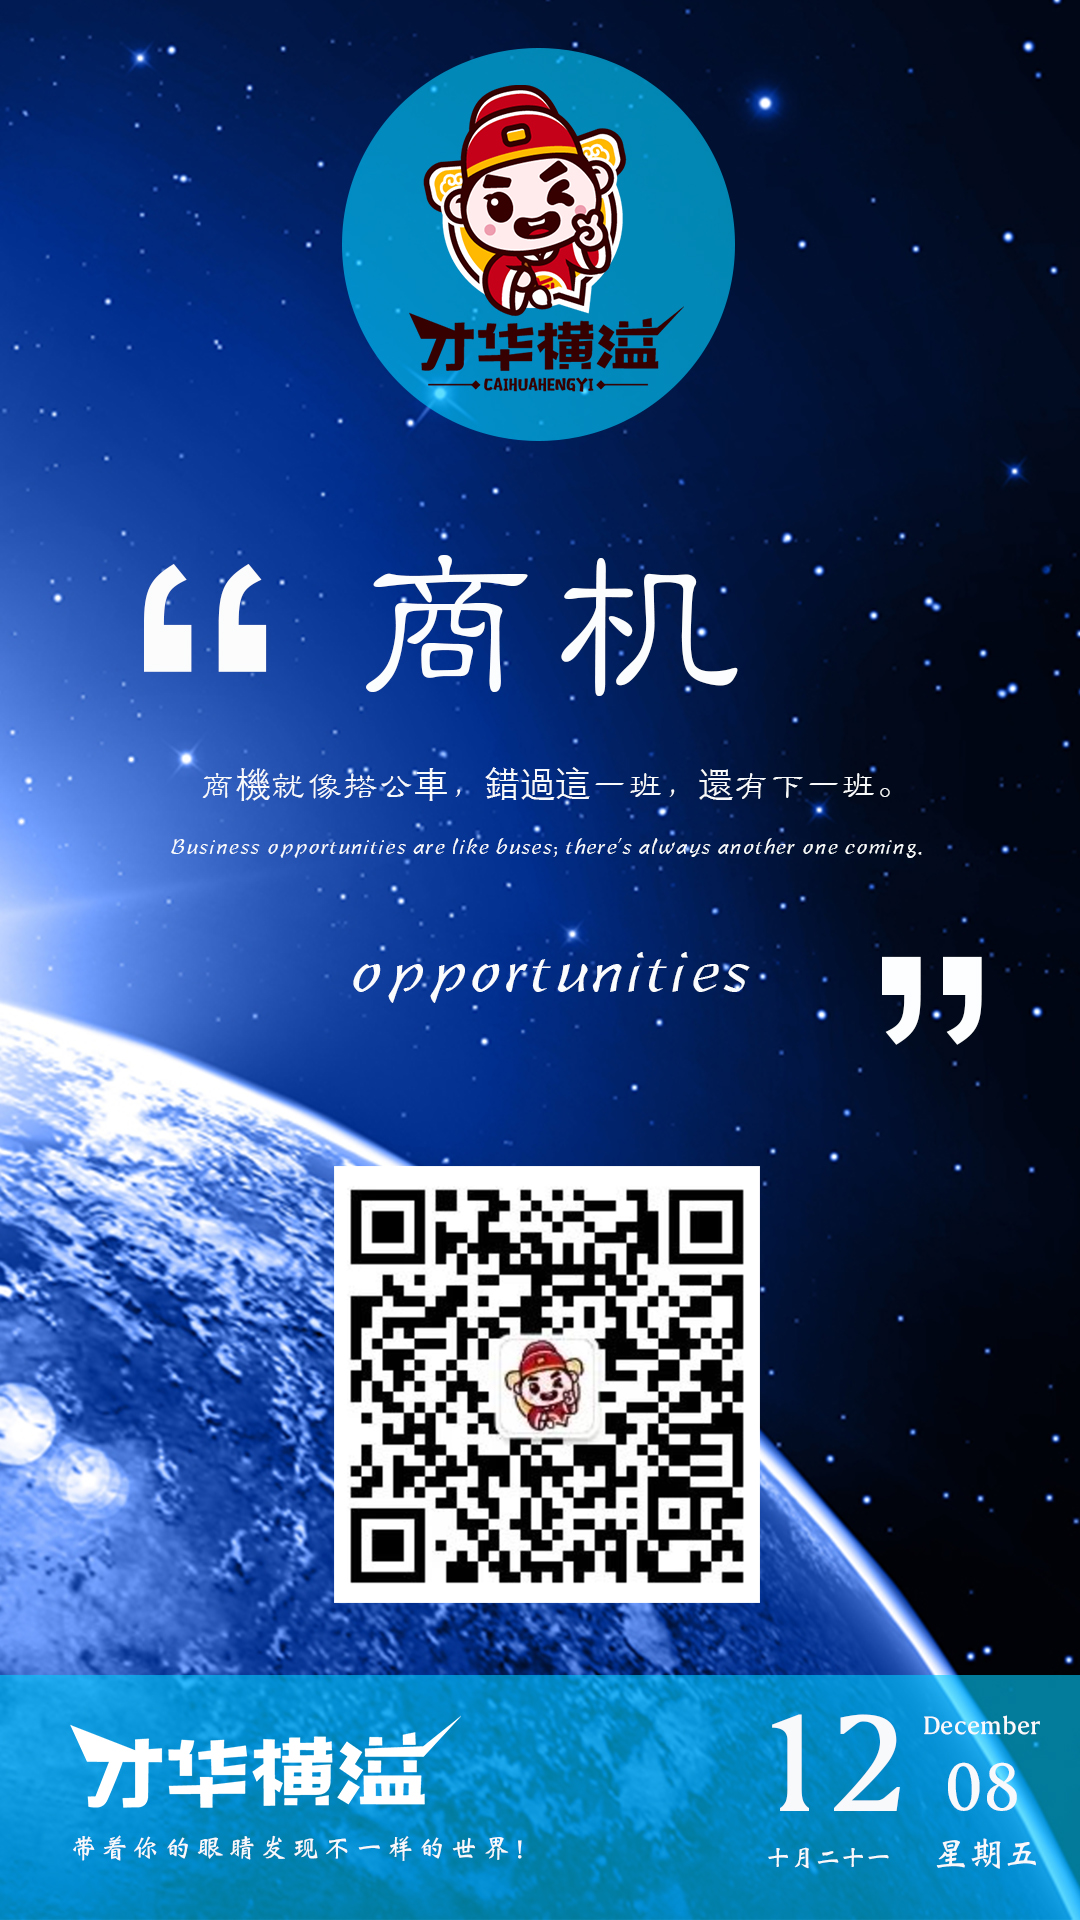 才华横溢
CAIHUAHENGYI
“ 商机
商機就像搭公車，錯過這一班，還有下一班。
Business opportunities are like buses; there's always another one coming.
opportunities ”
才华横溢
带着你的眼睛发现不一样的世界！
12 December
08
十月二十一 星期五